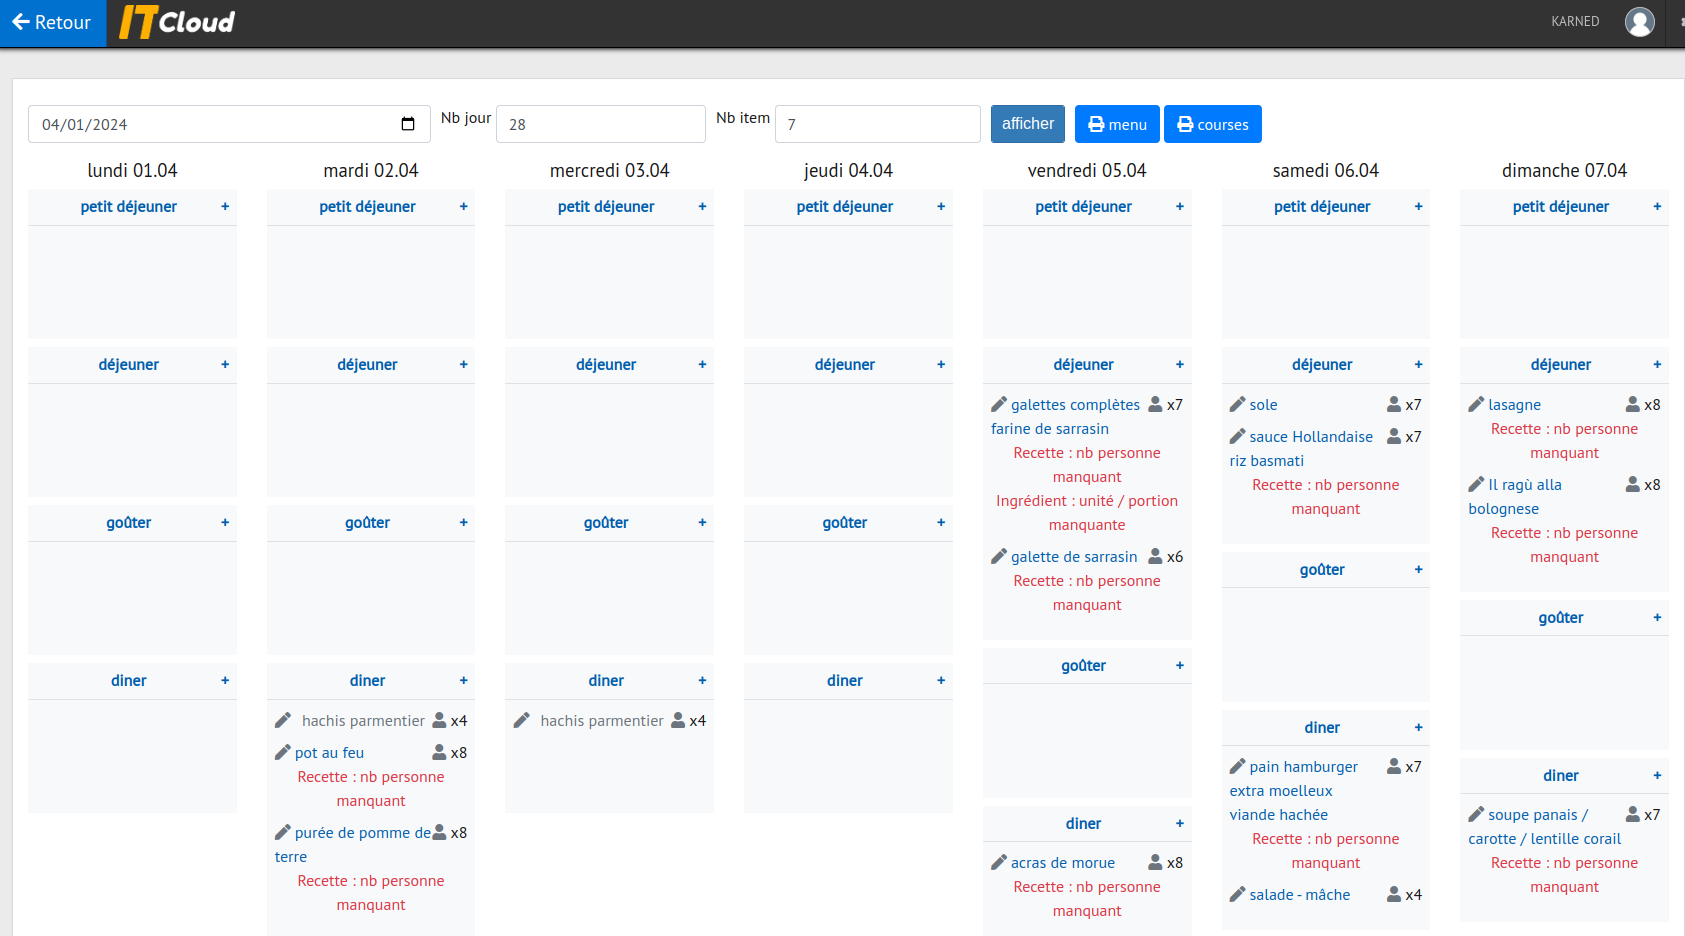 Retour
ITCloud
KARNED
04/01/2024
Nb jour
28
Nb item
7
afficher
menu
courses
lundi 01.04
petit déjeuner +
déjeuner +
goûter +
diner +
mardi 02.04
petit déjeuner +
déjeuner +
goûter +
diner +
hachis parmentier x4
pot au feu x8
Recette : nb personne
manquant
purée de pomme de x8
terre
Recette : nb personne
manquant
mercredi 03.04
petit déjeuner +
déjeuner +
goûter +
diner +
hachis parmentier x4
jeudi 04.04
petit déjeuner +
déjeuner +
goûter +
diner +
vendredi 05.04
petit déjeuner +
déjeuner +
galettes complètes x7
farine de sarrasin
Recette : nb personne
manquant
Ingrédient : unité / portion
manquante
galette de sarrasin x6
Recette : nb personne
manquant
goûter +
diner +
acras de morue x8
Recette : nb personne
manquant
samedi 06.04
petit déjeuner +
déjeuner +
sole x7
sauce Hollandaise x7
riz basmati
Recette : nb personne
manquant
goûter +
diner +
pain hamburger x7
extra moelleux
viande hachée
Recette : nb personne
manquant
salade - mâche x4
dimanche 07.04
petit déjeuner +
déjeuner +
lasagne x8
Recette : nb personne
manquant
Il ragù alla x8
bolognese
Recette : nb personne
manquant
goûter +
diner +
soupe panais / x7
carotte / lentille corail
Recette : nb personne
manquant